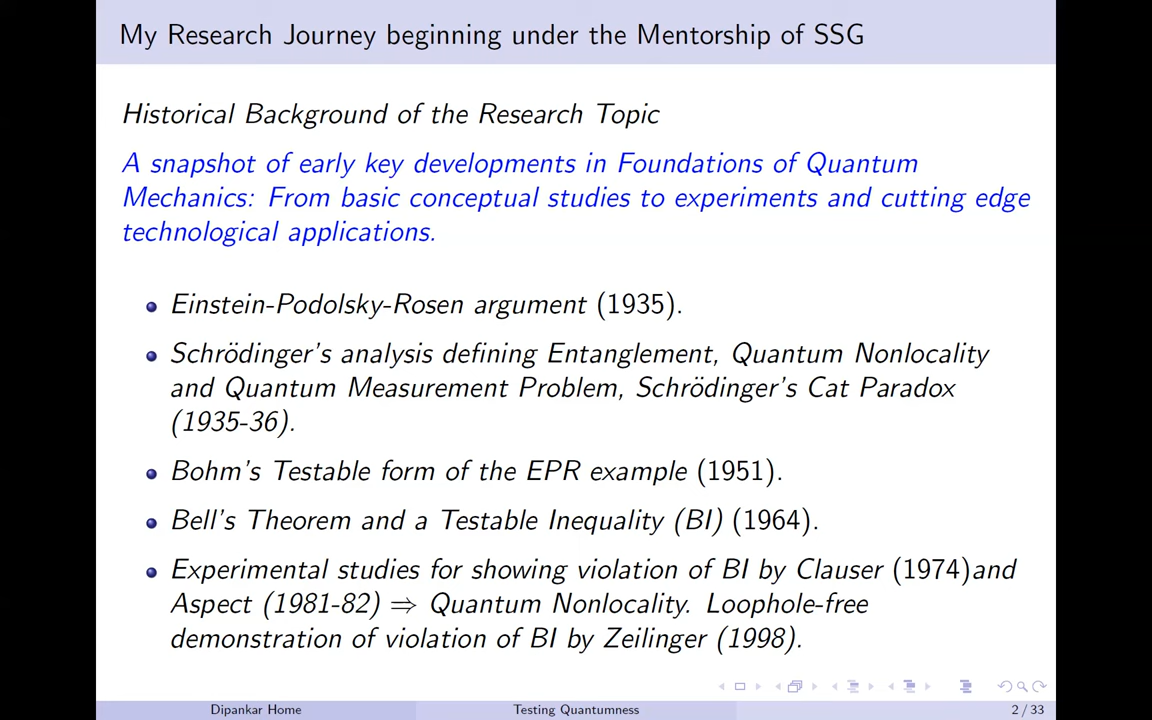 My Research Journey beginning under the Mentorship of SSG
Historical Background of the Research Topic
A snapshot of early key developments in Foundations of Quantum
Mechanics: From basic conceptual studies to experiments and cutting edge
technological applications.
Einstein-Podolsky-Rosen argument (1935).
Schrödinger's analysis defining Entanglement, Quantum Nonlocality
and Quantum Measurement Problem, Schrödinger's Cat Paradox
(1935-36).
Bohm's Testable form of the EPR example (1951).
Bell's Theorem and a Testable Inequality (BI) (1964).
Experimental studies for showing violation of BI by Clauser (1974)and
Aspect (1981-82) ⇒ Quantum Nonlocality. Loophole-free
demonstration of violation of BI by Zeilinger (1998).
Dipankar Home Testing Quantumness 2 / 33